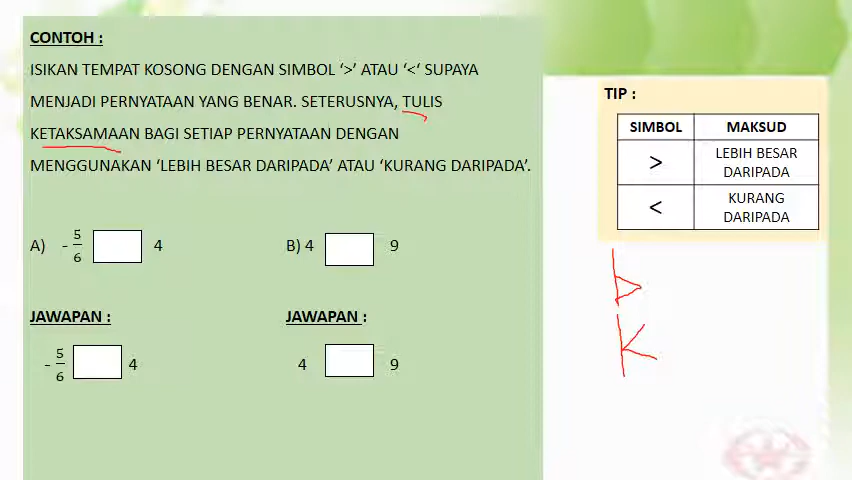 CONTOH :
ISIKAN TEMPAT KOSONG DENGAN SIMBOL ‘>’ ATAU ‘<‘ SUPAYA
MENJADI PERNYATAAN YANG BENAR. SETERUSNYA, TULIS
KETAKSAMAAN BAGI SETIAP PERNYATAAN DENGAN
MENGGUNAKAN ‘LEBIH BESAR DARIPADA’ ATAU ‘KURANG DARIPADA’.
A) - 5/6 4
B) 4 9
JAWAPAN :
- 5/6 4
JAWAPAN :
4 9
TIP :
SIMBOL MAKSUD
> LEBIH BESAR
DARIPADA
< KURANG
DARIPADA
b
K